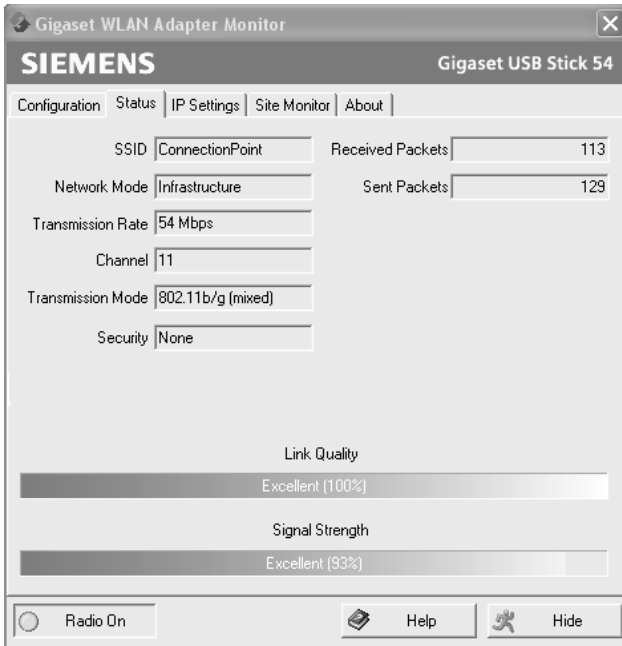 Gigaset WLAN Adapter Monitor
SIEMENS Gigaset USB Stick 54
Configuration Status IP Settings Site Monitor About
SSID ConnectionPoint Received Packets 113
Network Mode Infrastructure Sent Packets 129
Transmission Rate 54 Mbps
Channel 11
Transmission Mode 802.11b/g (mixed)
Security None
Link Quality
Excellent (100%)
Signal Strength
Excellent (93%)
Radio On Help Hide